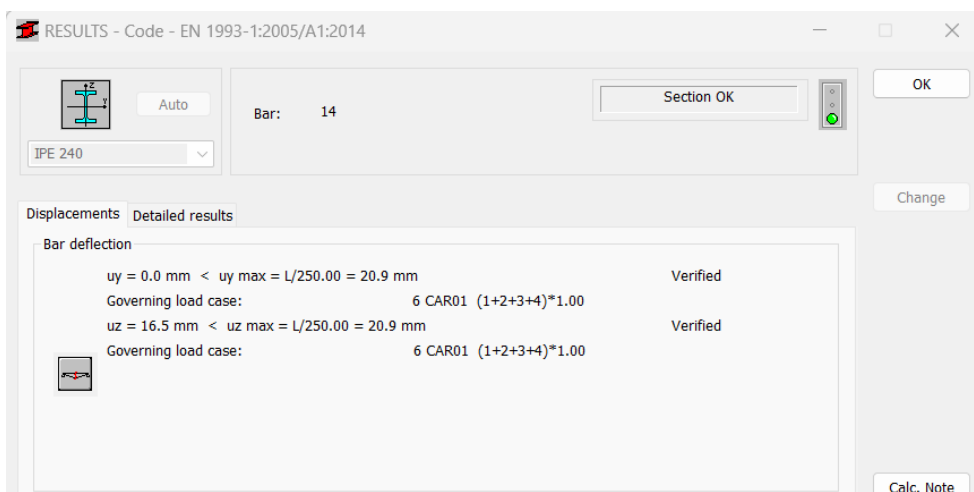 RESULTS - Code - EN 1993-1:2005/A1:2014
z
y
Auto
Bar: 14
Section OK
OK
IPE 240
Change
Displacements Detailed results
Bar deflection
uy = 0.0 mm < uy max = L/250.00 = 20.9 mm Verified
Governing load case: 6 CAR01 (1+2+3+4)*1.00
uz = 16.5 mm < uz max = L/250.00 = 20.9 mm Verified
Governing load case: 6 CAR01 (1+2+3+4)*1.00
Calc. Note